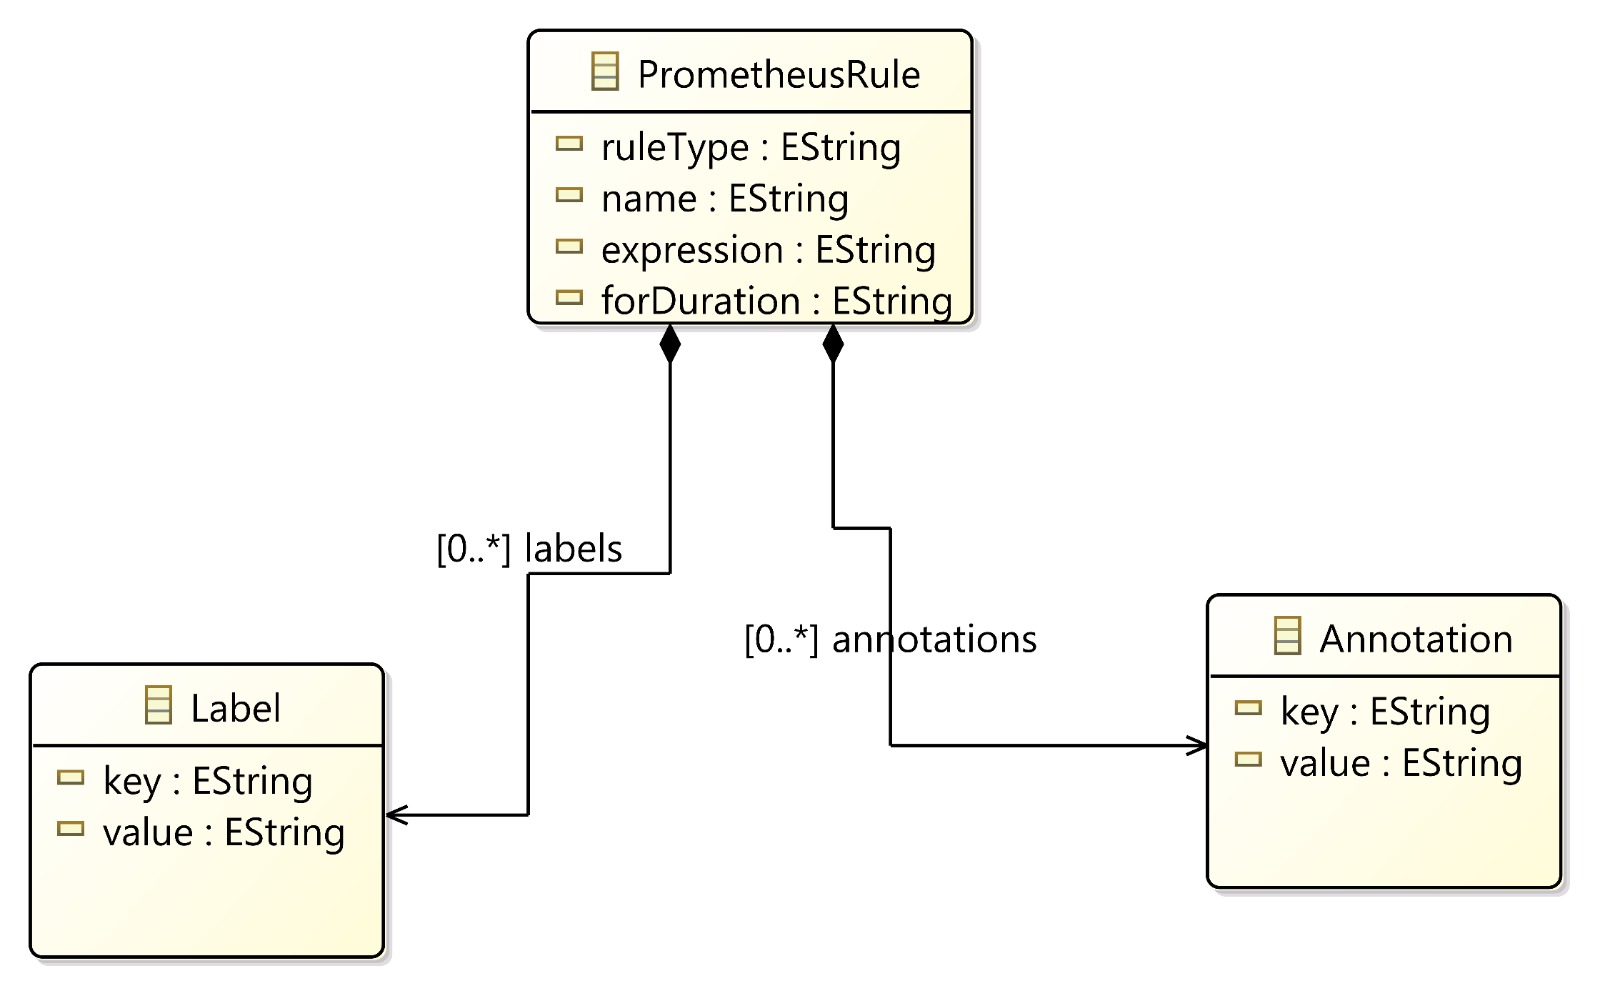 PrometheusRule
ruleType : EString
name : EString
expression : EString
forDuration : EString
[0..*] labels
[0..*] annotations
Label
key : EString
value : EString
Annotation
key : EString
value : EString